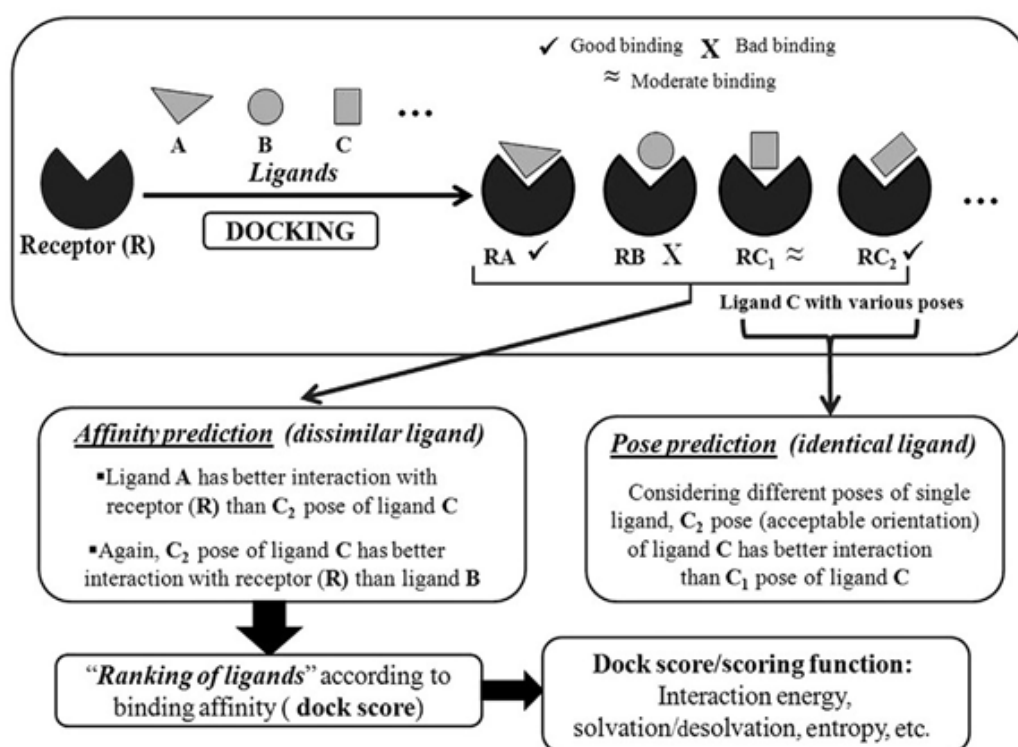 ✓ Good binding X Bad binding
≈ Moderate binding
A B C ...
Ligands
DOCKING
Receptor (R)
RA ✓ RB X RC₁ ≈ RC₂ ✓ ...
Ligand C with various poses
Affinity prediction (dissimilar ligand)
▪Ligand A has better interaction with
receptor (R) than C₂ pose of ligand C
▪Again, C₂ pose of ligand C has better
interaction with receptor (R) than ligand B
Pose prediction (identical ligand)
Considering different poses of single
ligand, C₂ pose (acceptable orientation)
of ligand C has better interaction
than C₁ pose of ligand C
“Ranking of ligands” according to
binding affinity ( dock score)
Dock score/scoring function:
Interaction energy,
solvation/desolvation, entropy, etc.